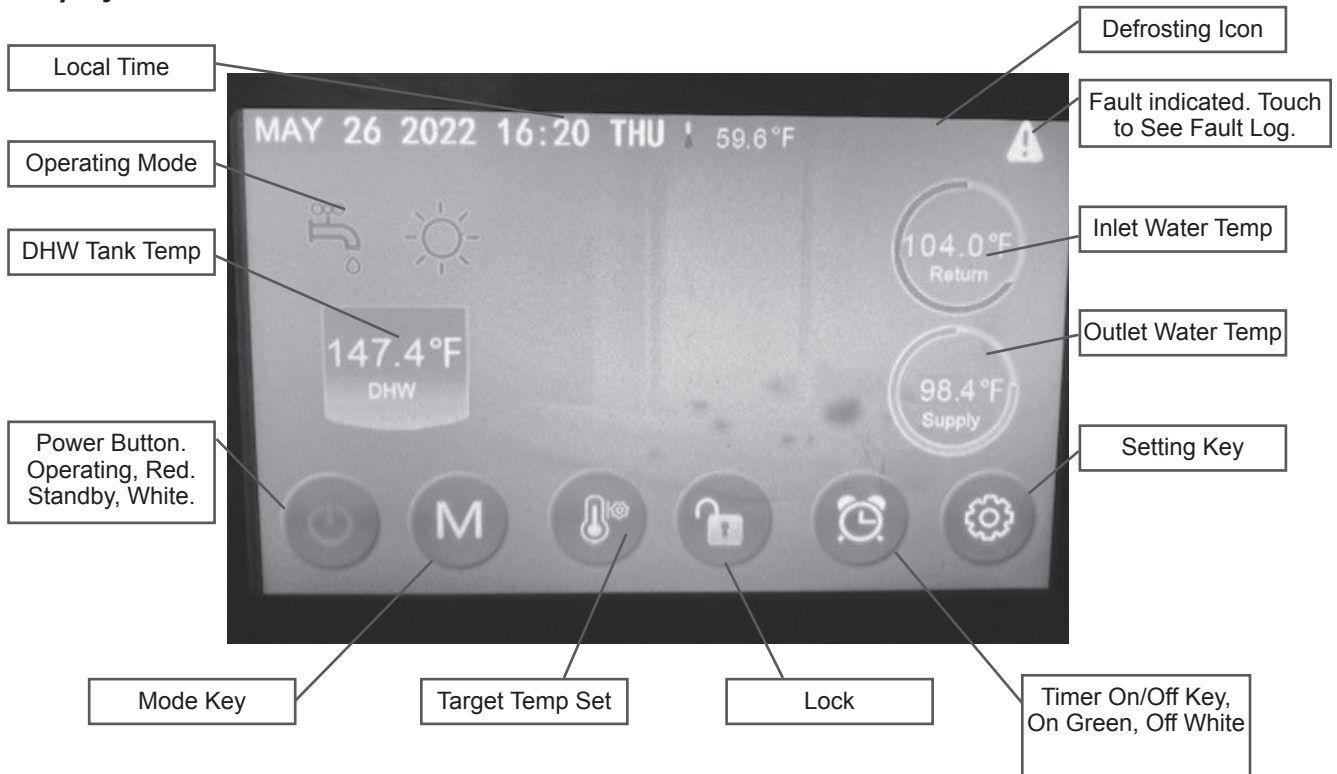 Defrosting Icon
Local Time
Fault indicated. Touch
to See Fault Log.
MAY 26 2022 16:20 THU 59.6°F
Operating Mode
DHW Tank Temp
104.0°F
Return
Inlet Water Temp
147.4°F
DHW
Outlet Water Temp
98.4°F
Supply
Power Button.
Operating, Red.
Standby, White.
Setting Key
M
Mode Key
Target Temp Set
Lock
Timer On/Off Key,
On Green, Off White